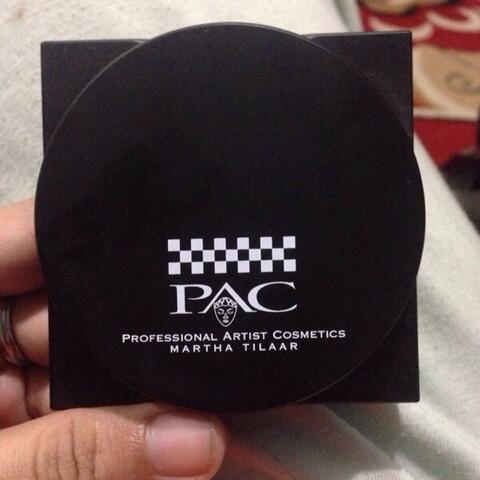 PAC
PROFESSIONAL ARTIST COSMETICS
MARTHA TILAAR